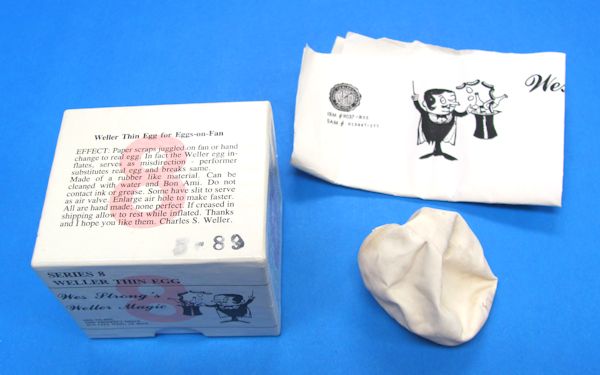 Weller Thin Egg for Eggs-on-Fan
EFFECT: Paper scraps juggled on fan or hand
change to real egg. In fact the Weller egg in-
flates, serves as misdirection - performer
substitutes real egg and breaks same.
Made of a rubber like material. Can be
cleaned with water and Bon Ami. Do not
contact ink or grease. Some have slit to serve
as air valve. Enlarge air hole to make faster.
All are hand made; none perfect. If creased in
shipping allow to rest while inflated. Thanks
and I hope you like them. Charles S. Weller.
5-89
8
SERIES 8
WELLER THIN EGG
Wes Strong's
Weller Magic
Wes